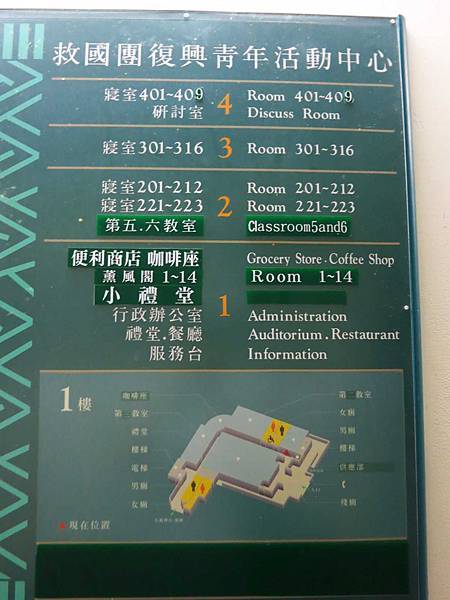 救國團復興青年活動中心
寢室401~409 4 Room 401~409
研討室 Discuss Room
寢室301~316 3 Room 301~316
寢室201~212 Room 201~212
寢室221~223 2 Room 221~223
第五.六教室 Classroom5and6
便利商店 咖啡座 Grocery Store . Coffee Shop
薰風閣 1~14 Room 1~14
小禮堂 1
行政辦公室 Administration
禮堂.餐廳 Auditorium . Restaurant
服務台 Information
1樓
咖啡座
第三教室
禮堂
樓梯
電梯
男廁
女廁
▲現在位置
第二教室
女廁
男廁
樓梯
供應部
殘廁